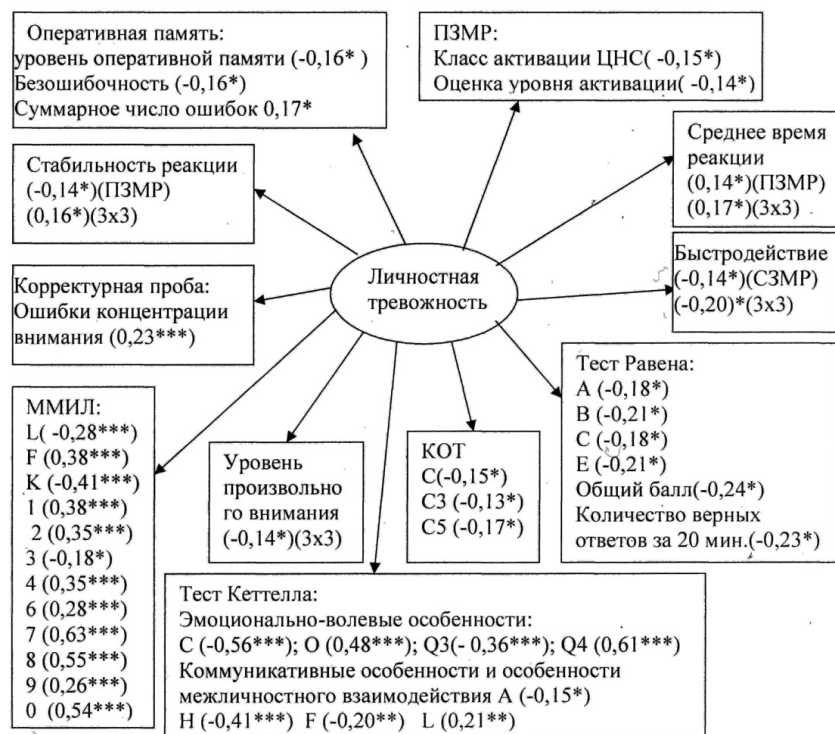 Оперативная память:
уровень оперативной памяти (-0,16* )
Безошибочность (-0,16*)
Суммарное число ошибок 0,17*
ПЗМР:
Класс активации ЦНС( -0,15*)
Оценка уровня активации( -0,14*)
Стабильность реакции
(-0,14*)(ПЗМР)
(0,16*)(3х3)
Среднее время
реакции
(0,14*)(ПЗМР)
(0,17*)(3х3)
Личностная
тревожность
Быстродействие
(-0,14*)(СЗМР)
(-0,20)*(3х3)
Корректурная проба:
Ошибки концентрации
внимания (0,23***)
ММИЛ:
L( -0,28***)
F (0,38***)
K (-0,41***)
1 (0,38***)
2 (0,35***)
3 (-0,18*)
4 (0,35***)
6 (0,28***)
7 (0,63***)
8 (0,55***)
9 (0,26***)
0 (0,54***)
Уровень
произвольно
го внимания
(-0,14*)(3х3)
КОТ
С(-0,15*)
С3 (-0,13*)
С5 (-0,17*)
Тест Равена:
А (-0,18*)
В (-0,21*)
С (-0,18*)
Е (-0,21*)
Общий балл(-0,24*)
Количество верных
ответов за 20 мин.(-0,23*)
Тест Кеттелла:
Эмоционально-волевые особенности:
С (-0,56***); О (0,48***); Q3(- 0,36***); Q4 (0,61***)
Коммуникативные особенности и особенности
межличностного взаимодействия А (-0,15*)
Н (-0,41***) F (-0,20**) L (0,21**)